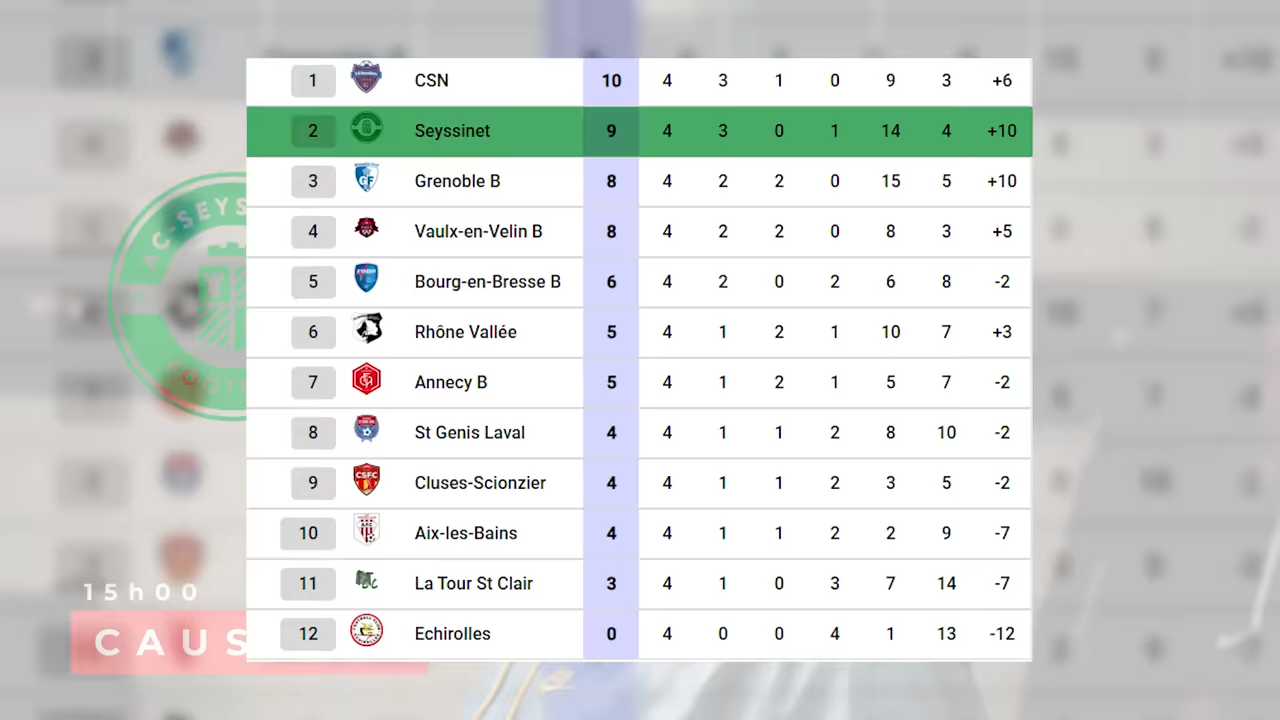 1 CSN 10 4 3 1 0 9 3 +6
2 Seyssinet 9 4 3 0 1 14 4 +10
3 Grenoble B 8 4 2 2 0 15 5 +10
4 Vaulx-en-Velin B 8 4 2 2 0 8 3 +5
5 Bourg-en-Bresse B 6 4 2 0 2 6 8 -2
6 Rhône Vallée 5 4 1 2 1 10 7 +3
7 Annecy B 5 4 1 2 1 5 7 -2
8 St Genis Laval 4 4 1 1 2 8 10 -2
9 Cluses-Scionzier 4 4 1 1 2 3 5 -2
10 Aix-les-Bains 4 4 1 1 2 2 9 -7
11 La Tour St Clair 3 4 1 0 3 7 14 -7
12 Echirolles 0 4 0 0 4 1 13 -12
AC-SEYS
15h00
CAUS